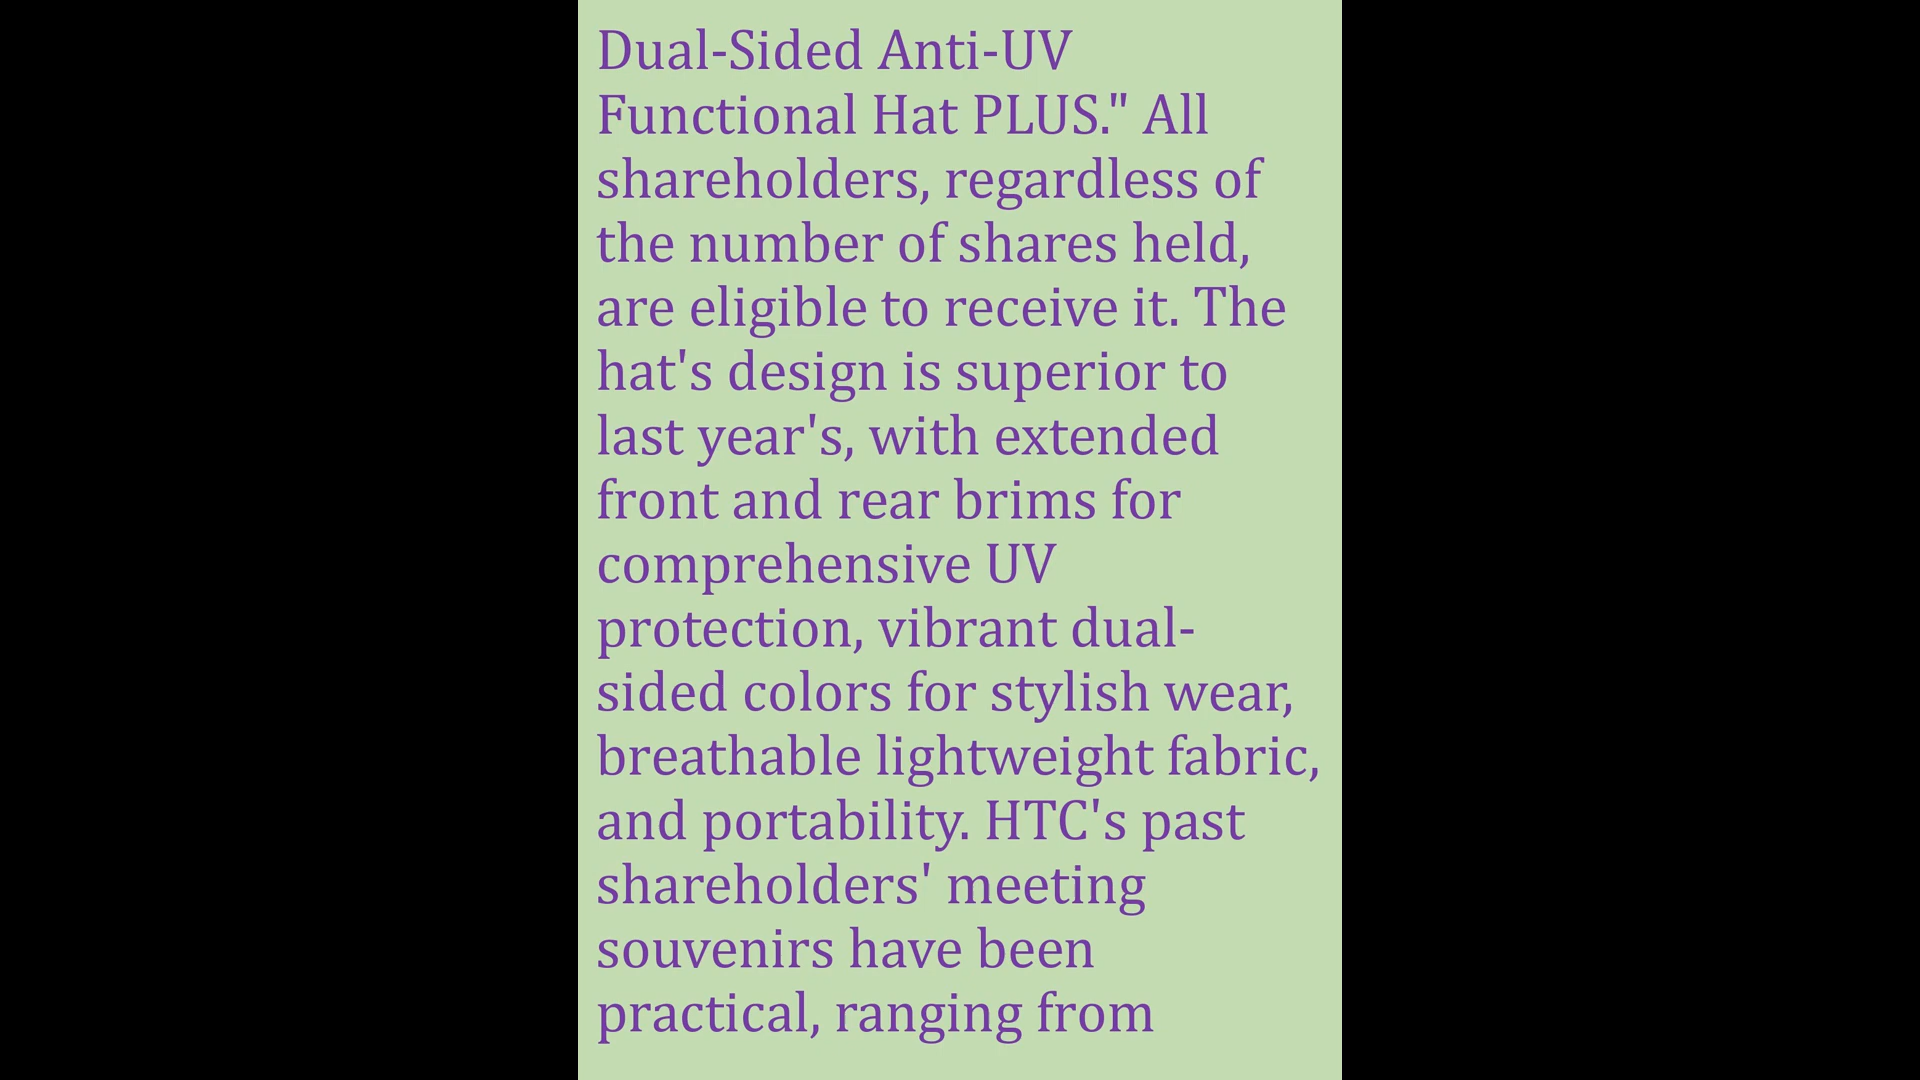 Dual-Sided Anti-UV
Functional Hat PLUS." All
shareholders, regardless of
the number of shares held,
are eligible to receive it. The
hat's design is superior to
last year's, with extended
front and rear brims for
comprehensive UV
protection, vibrant dual-
sided colors for stylish wear,
breathable lightweight fabric,
and portability. HTC's past
shareholders' meeting
souvenirs have been
practical, ranging from